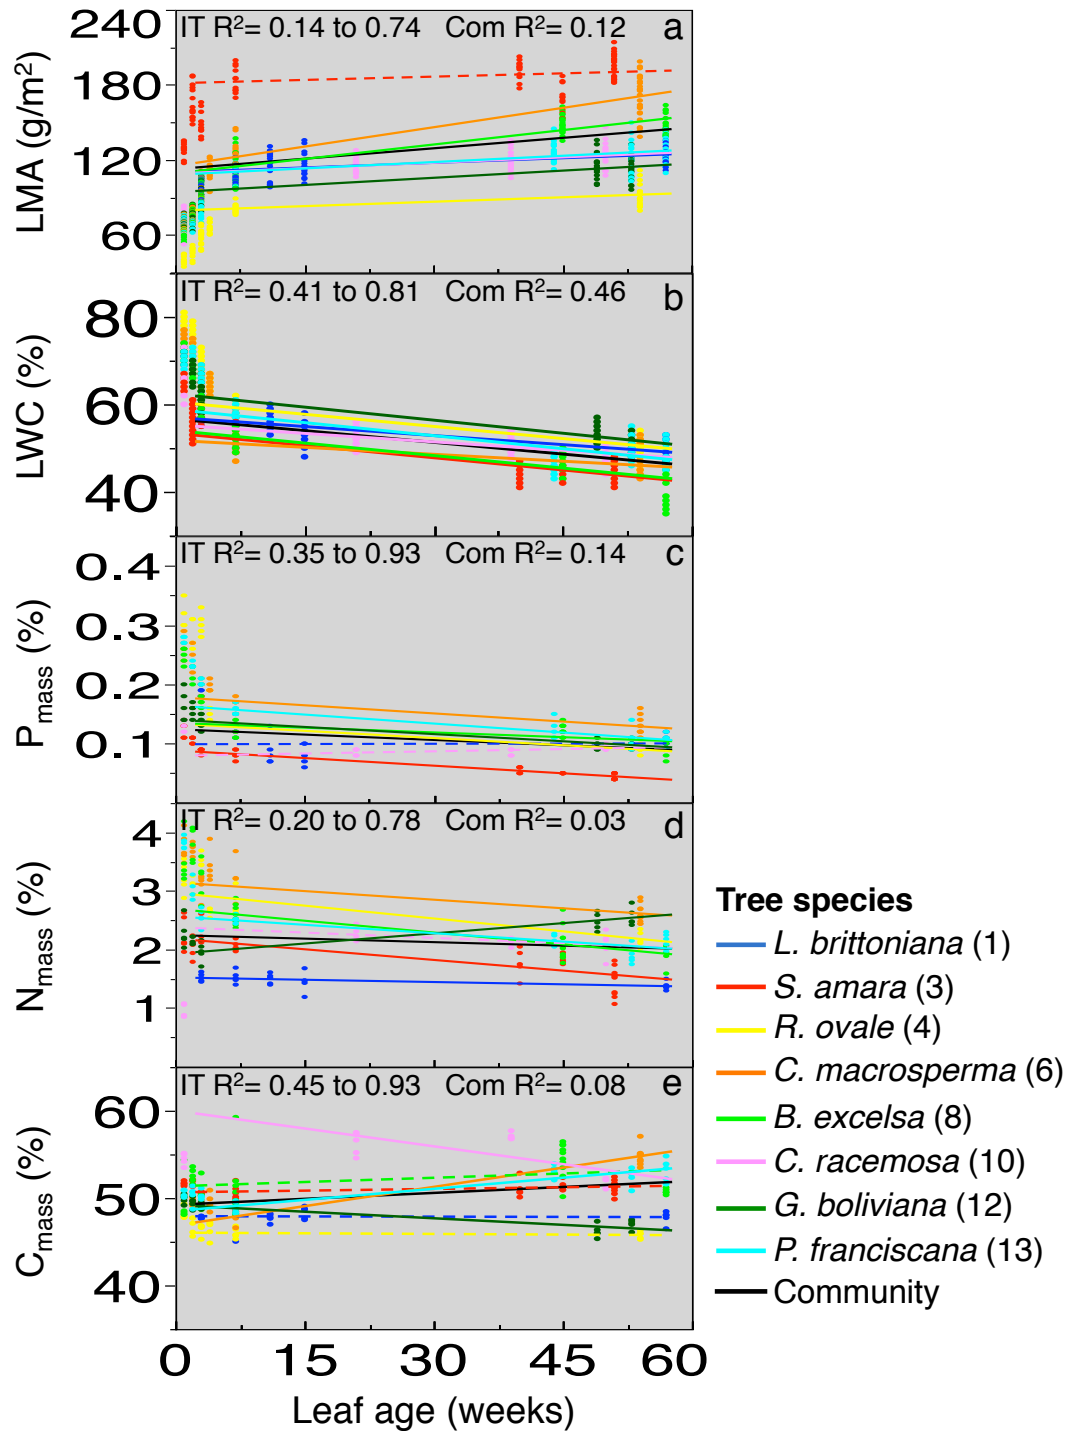 240
180
120
60
LMA (g/m²)
IT R²= 0.14 to 0.74 Com R²= 0.12 a
80
60
40
LWC (%)
IT R²= 0.41 to 0.81 Com R²= 0.46 b
0.4
0.3
0.2
0.1
Pmass (%)
IT R²= 0.35 to 0.93 Com R²= 0.14 c
4
3
2
1
Nmass (%)
IT R²= 0.20 to 0.78 Com R²= 0.03 d
60
50
40
Cmass (%)
IT R²= 0.45 to 0.93 Com R²= 0.08 e
0 15 30 45 60
Leaf age (weeks)
Tree species
L. brittoniana (1)
S. amara (3)
R. ovale (4)
C. macrosperma (6)
B. excelsa (8)
C. racemosa (10)
G. boliviana (12)
P. franciscana (13)
Community